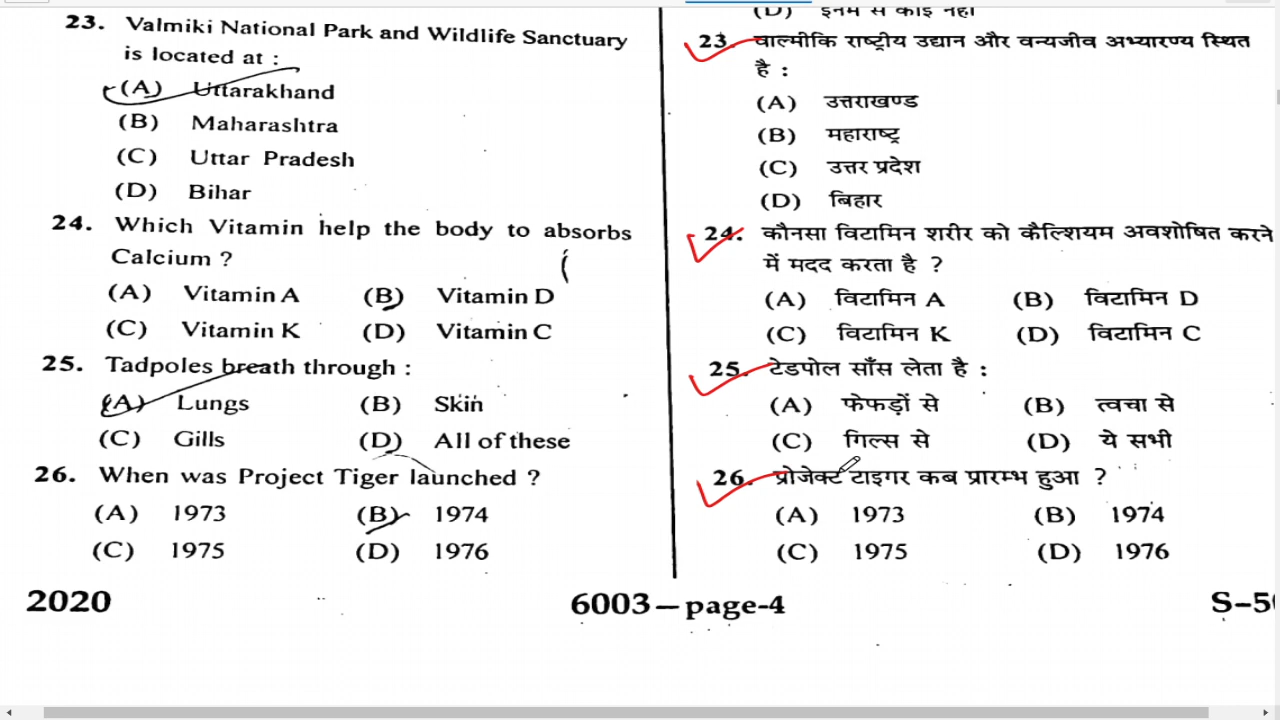 23. Valmiki National Park and Wildlife Sanctuary
is located at :
(A) Uttarakhand
(B) Maharashtra
(C) Uttar Pradesh
(D) Bihar
24. Which Vitamin help the body to absorbs
Calcium ?
(A) Vitamin A (B) Vitamin D
(C) Vitamin K (D) Vitamin C
25. Tadpoles breath through :
(A) Lungs (B) Skin
(C) Gills (D) All of these
26. When was Project Tiger launched ?
(A) 1973 (B) 1974
(C) 1975 (D) 1976
(D) इनमें से कोई नहीं
23. वाल्मीकि राष्ट्रीय उद्यान और वन्यजीव अभ्यारण्य स्थित
है :
(A) उत्तराखण्ड
(B) महाराष्ट्र
(C) उत्तर प्रदेश
(D) बिहार
24. कौनसा विटामिन शरीर को कैल्शियम अवशोषित करने
में मदद करता है ?
(A) विटामिन A (B) विटामिन D
(C) विटामिन K (D) विटामिन C
25. टेडपोल साँस लेता है :
(A) फेफड़ों से (B) त्वचा से
(C) गिल्स से (D) ये सभी
26. प्रोजेक्ट टाइगर कब प्रारम्भ हुआ ?
(A) 1973 (B) 1974
(C) 1975 (D) 1976
2020 6003–page-4